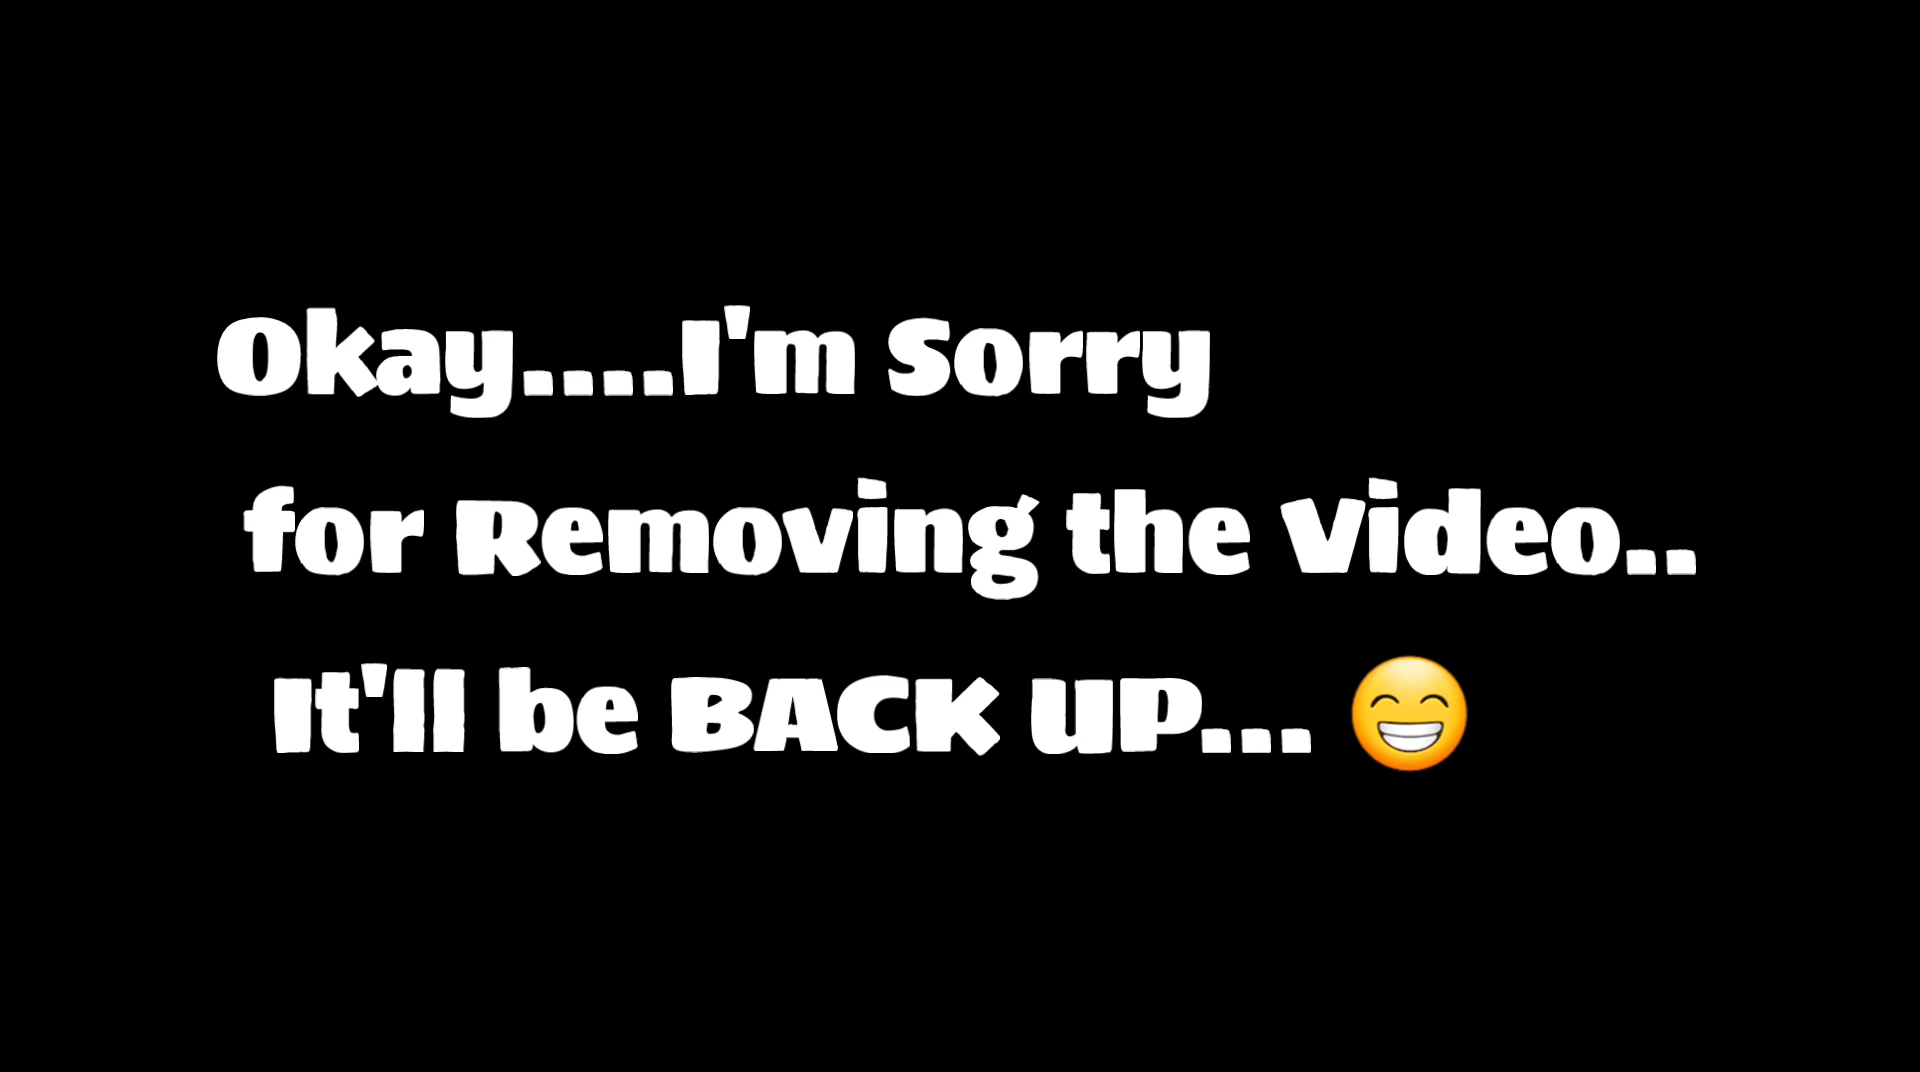 Okay....I'm Sorry
for Removing the Video..
It'll be BACK UP... 😁